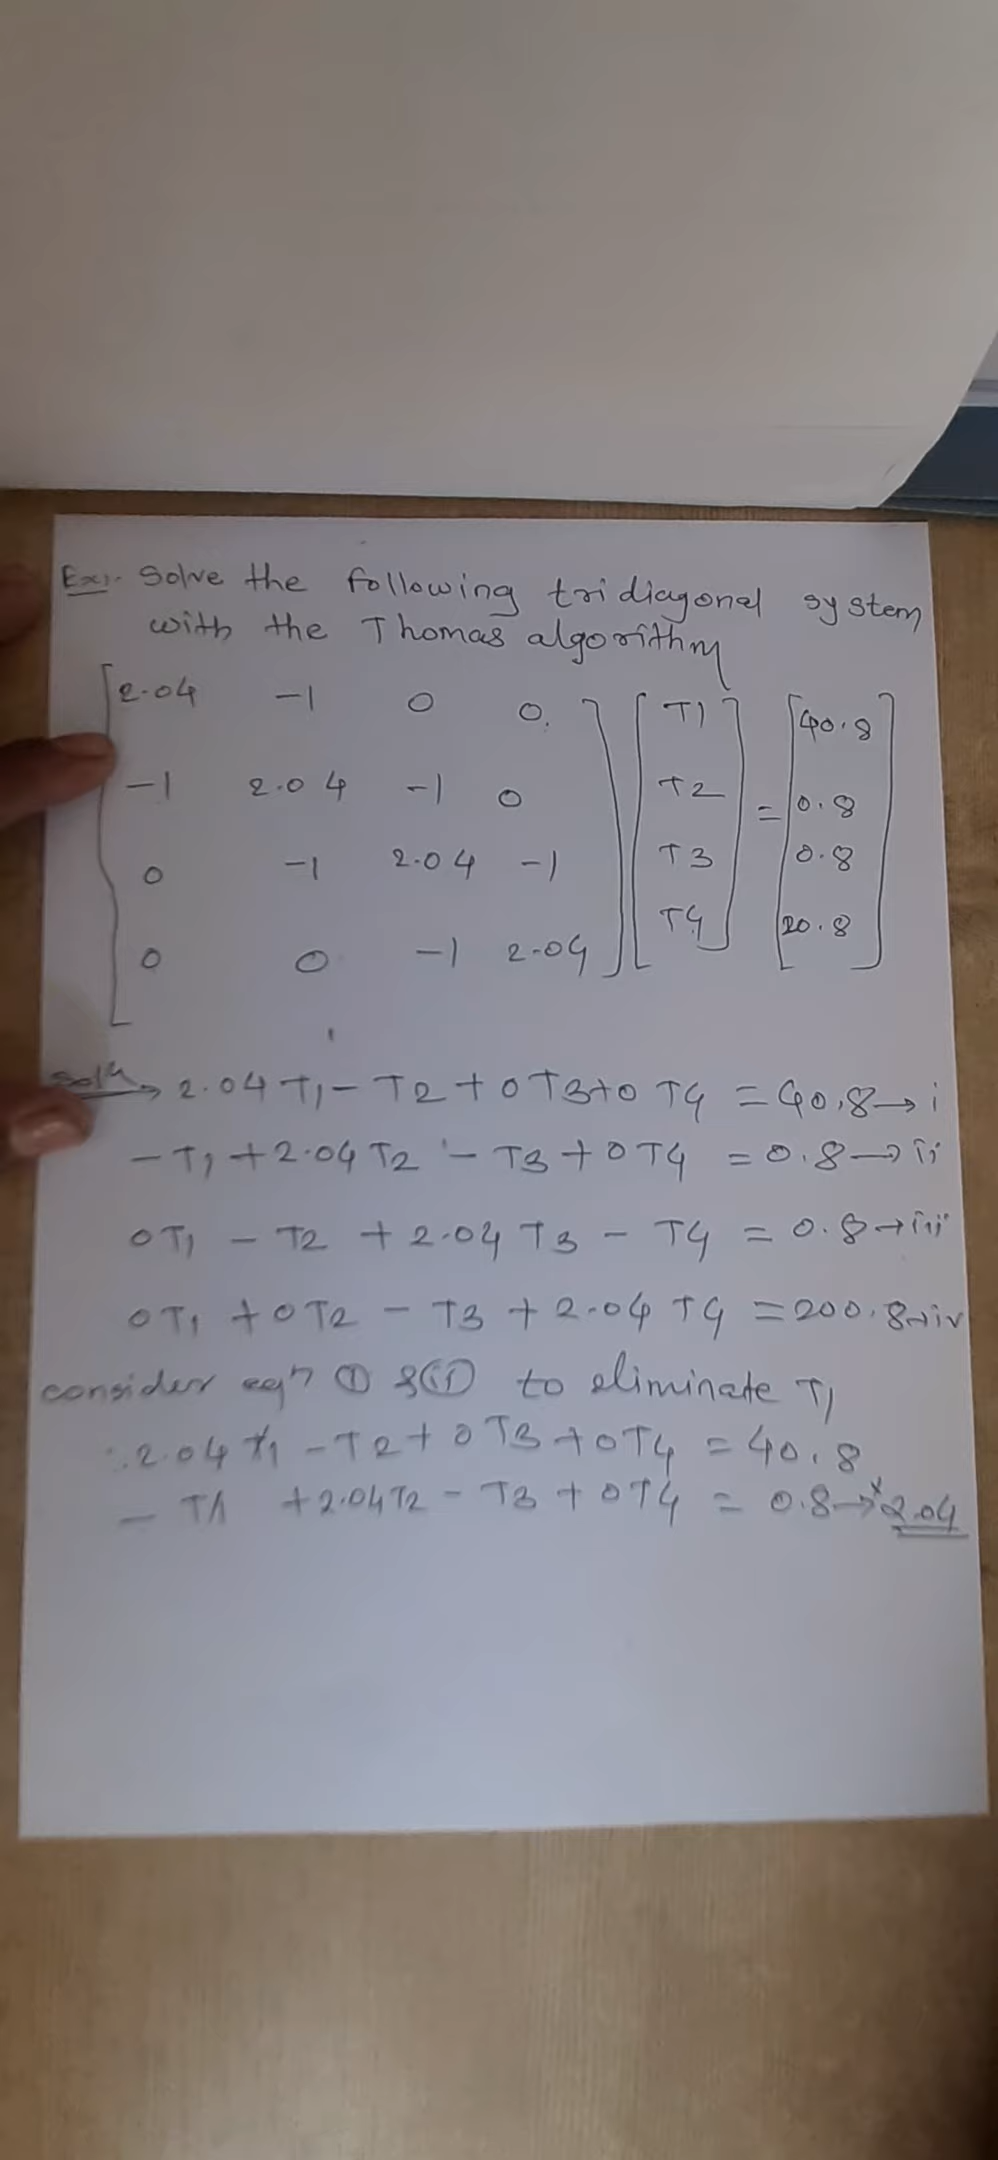 Ex1. Solve the following tridiagonal system
with the Thomas algorithm
2.04 -1 0 0 T1 40.8
-1 2.04 -1 0 T2 = 0.8
0 -1 2.04 -1 T3 0.8
0 0 -1 2.04 T4 20.8
Soln → 2.04 T1 - T2 + 0 T3 + 0 T4 = 40.8 → i
- T1 + 2.04 T2 - T3 + 0 T4 = 0.8 → ii
0 T1 - T2 + 2.04 T3 - T4 = 0.8 → iii
0 T1 + 0 T2 - T3 + 2.04 T4 = 200.8 → iv
consider eqn ① & ⓘⓘ to eliminate T1
2.04 T1 - T2 + 0 T3 + 0 T4 = 40.8
- T1 + 2.04 T2 - T3 + 0 T4 = 0.8 → × 2.04